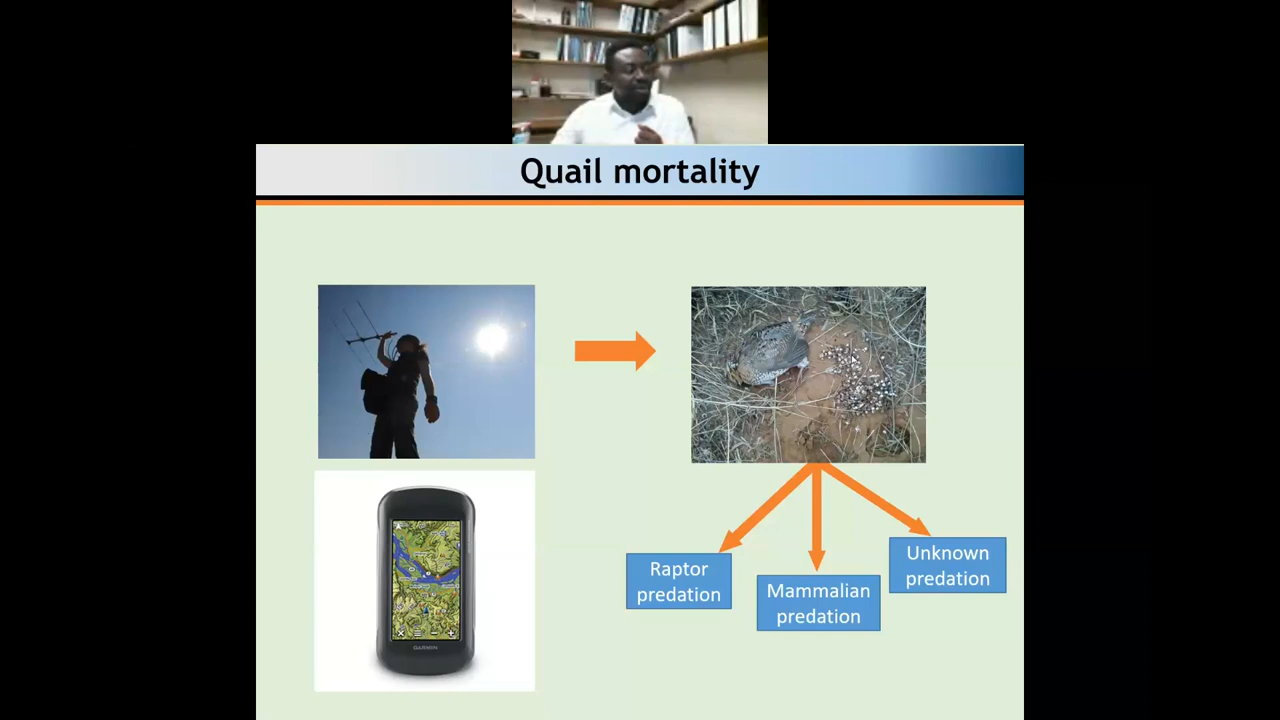 Quail mortality
Raptor
predation
Mammalian
predation
Unknown
predation
GARMIN